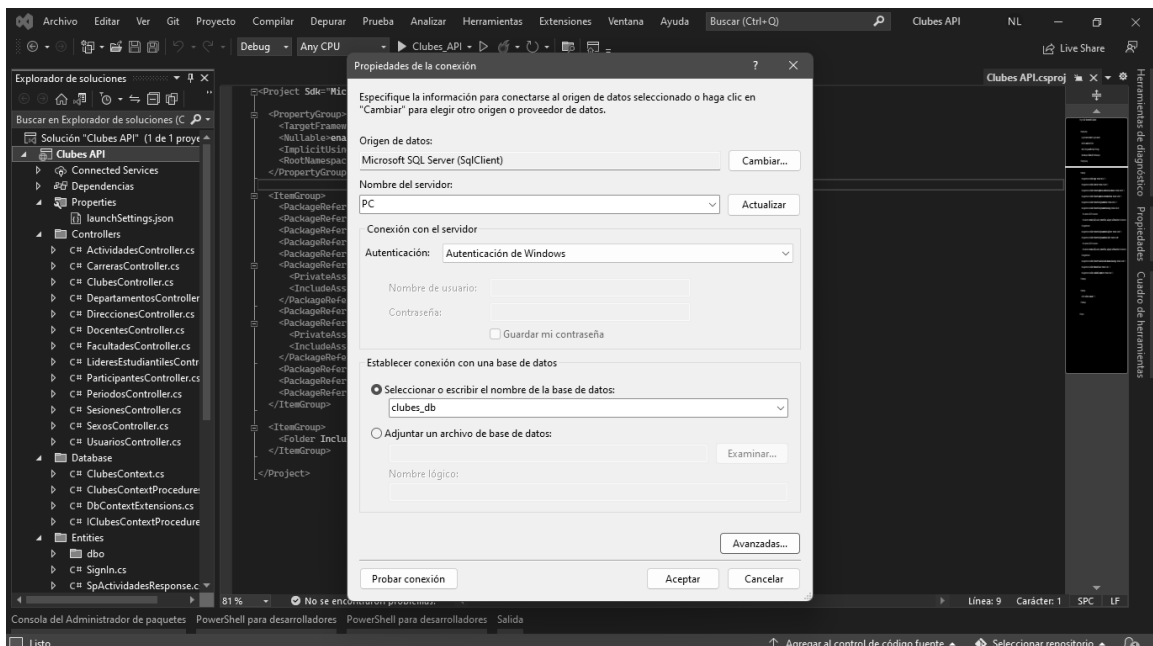 Archivo Editar Ver Git Proyecto Compilar Depurar Prueba Analizar Herramientas Extensiones Ventana Ayuda Buscar (Ctrl+Q) Clubes API NL
Debug Any CPU Clubes_API Live Share
Explorador de soluciones
Buscar en Explorador de soluciones (C
Solución "Clubes API" (1 de 1 proye
Clubes API
Connected Services
Dependencias
Properties
launchSettings.json
Controllers
C# ActividadesController.cs
C# CarrerasController.cs
C# ClubesController.cs
C# DepartamentosController
C# DireccionesController.cs
C# DocentesController.cs
C# FacultadesController.cs
C# LideresEstudiantilesContr
C# ParticipantesController.cs
C# PeriodosController.cs
C# SesionesController.cs
C# SexosController.cs
C# UsuariosController.cs
Database
C# ClubesContext.cs
C# ClubesContextProcedures
C# DbContextExtensions.cs
C# IClubesContextProcedure
Entities
dbo
C# SignIn.cs
C# SpActividadesResponse.c
<Project Sdk="Mic
<PropertyGroup>
<TargetFramew
<Nullable>ena
<ImplicitUsin
<RootNamespac
</PropertyGroup
<ItemGroup>
<PackageRefer
<PackageRefer
<PackageRefer
<PackageRefer
<PackageRefer
<PackageRefer
<PrivateAss
<IncludeAss
</PackageRefe
<PackageRefer
<PackageRefer
<PrivateAss
<IncludeAss
</PackageRefe
<PackageRefer
<PackageRefer
<PackageRefer
</ItemGroup>
<ItemGroup>
<Folder Inclu
</ItemGroup>
</Project>
Propiedades de la conexión ? ×
Especifique la información para conectarse al origen de datos seleccionado o haga clic en
"Cambiar" para elegir otro origen o proveedor de datos.
Origen de datos:
Microsoft SQL Server (SqlClient) Cambiar...
Nombre del servidor:
PC Actualizar
Conexión con el servidor
Autenticación: Autenticación de Windows
Nombre de usuario:
Contraseña:
Guardar mi contraseña
Establecer conexión con una base de datos
Seleccionar o escribir el nombre de la base de datos:
clubes_db
Adjuntar un archivo de base de datos:
Examinar...
Nombre lógico:
Avanzadas...
Probar conexión Aceptar Cancelar
Clubes API.csproj
Herramientas de diagnóstico
Propiedades
Cuadro de herramientas
81 % No se encontraron problemas. Línea: 9 Carácter: 1 SPC LF
Consola del Administrador de paquetes PowerShell para desarrolladores PowerShell para desarrolladores Salida
Listo Agregar al control de código fuente Seleccionar repositorio